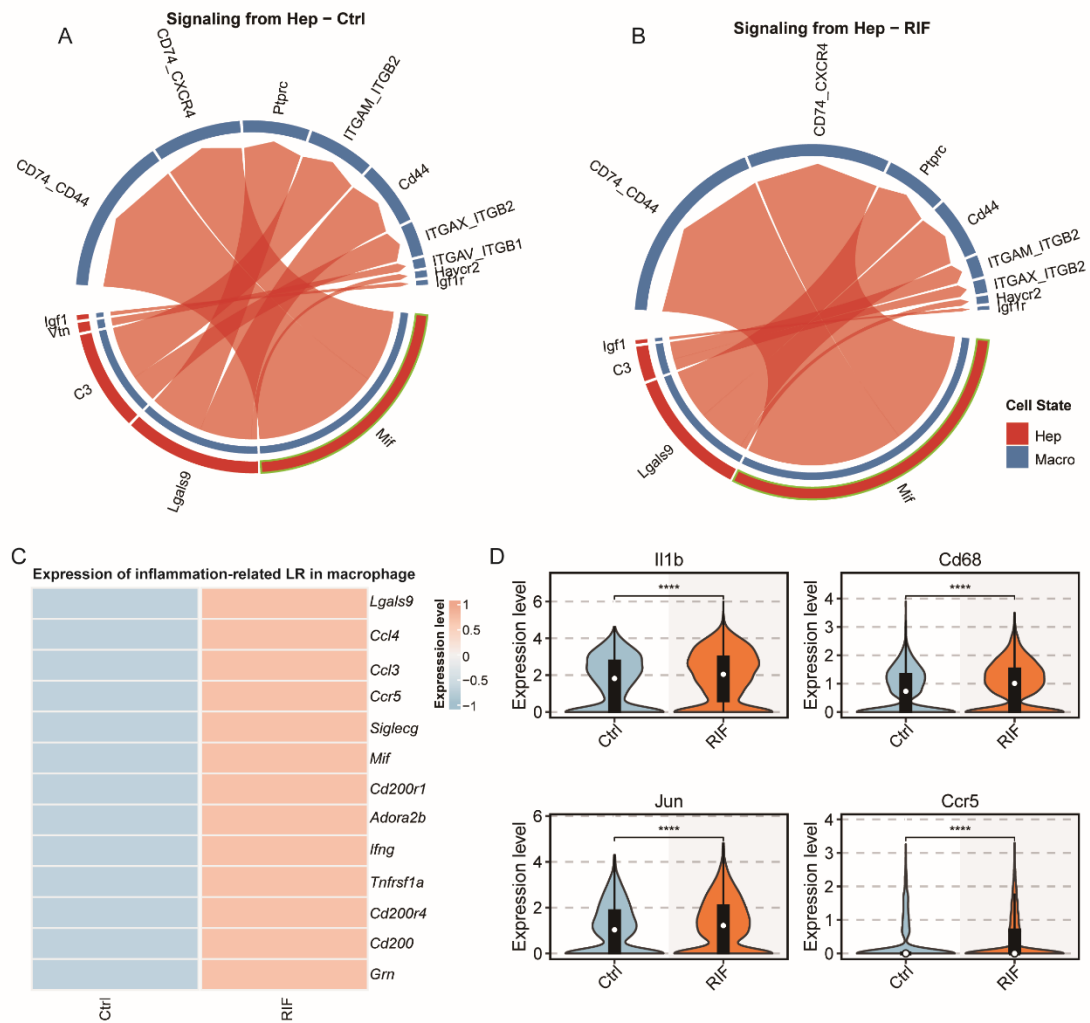 A
Signaling from Hep − Ctrl
CD74_CD44
CD74_CXCR4
Ptprc
ITGAM_ITGB2
Cd44
ITGAX_ITGB2
ITGAV_ITGB1
Havcr2
Igf1r
Igf1
Vtn
C3
Lgals9
Mif
B
Signaling from Hep − RIF
CD74_CD44
CD74_CXCR4
Ptprc
Cd44
ITGAM_ITGB2
ITGAX_ITGB2
Havcr2
Igf1r
Igf1
C3
Lgals9
Mif
Cell State
Hep
Macro
C
Expression of inflammation-related LR in macrophage
Lgals9
Ccl4
Ccl3
Ccr5
Siglecg
Mif
Cd200r1
Adora2b
Ifng
Tnfrsf1a
Cd200r4
Cd200
Grn
Ctrl
RIF
Expresssion level
1
0.5
0
−0.5
−1
D
Il1b
Expression level
6
4
2
0
****
Ctrl
RIF
Cd68
Expression level
4
3
2
1
0
****
Ctrl
RIF
Jun
Expression level
6
4
2
0
****
Ctrl
RIF
Ccr5
Expression level
4
3
2
1
0
****
Ctrl
RIF